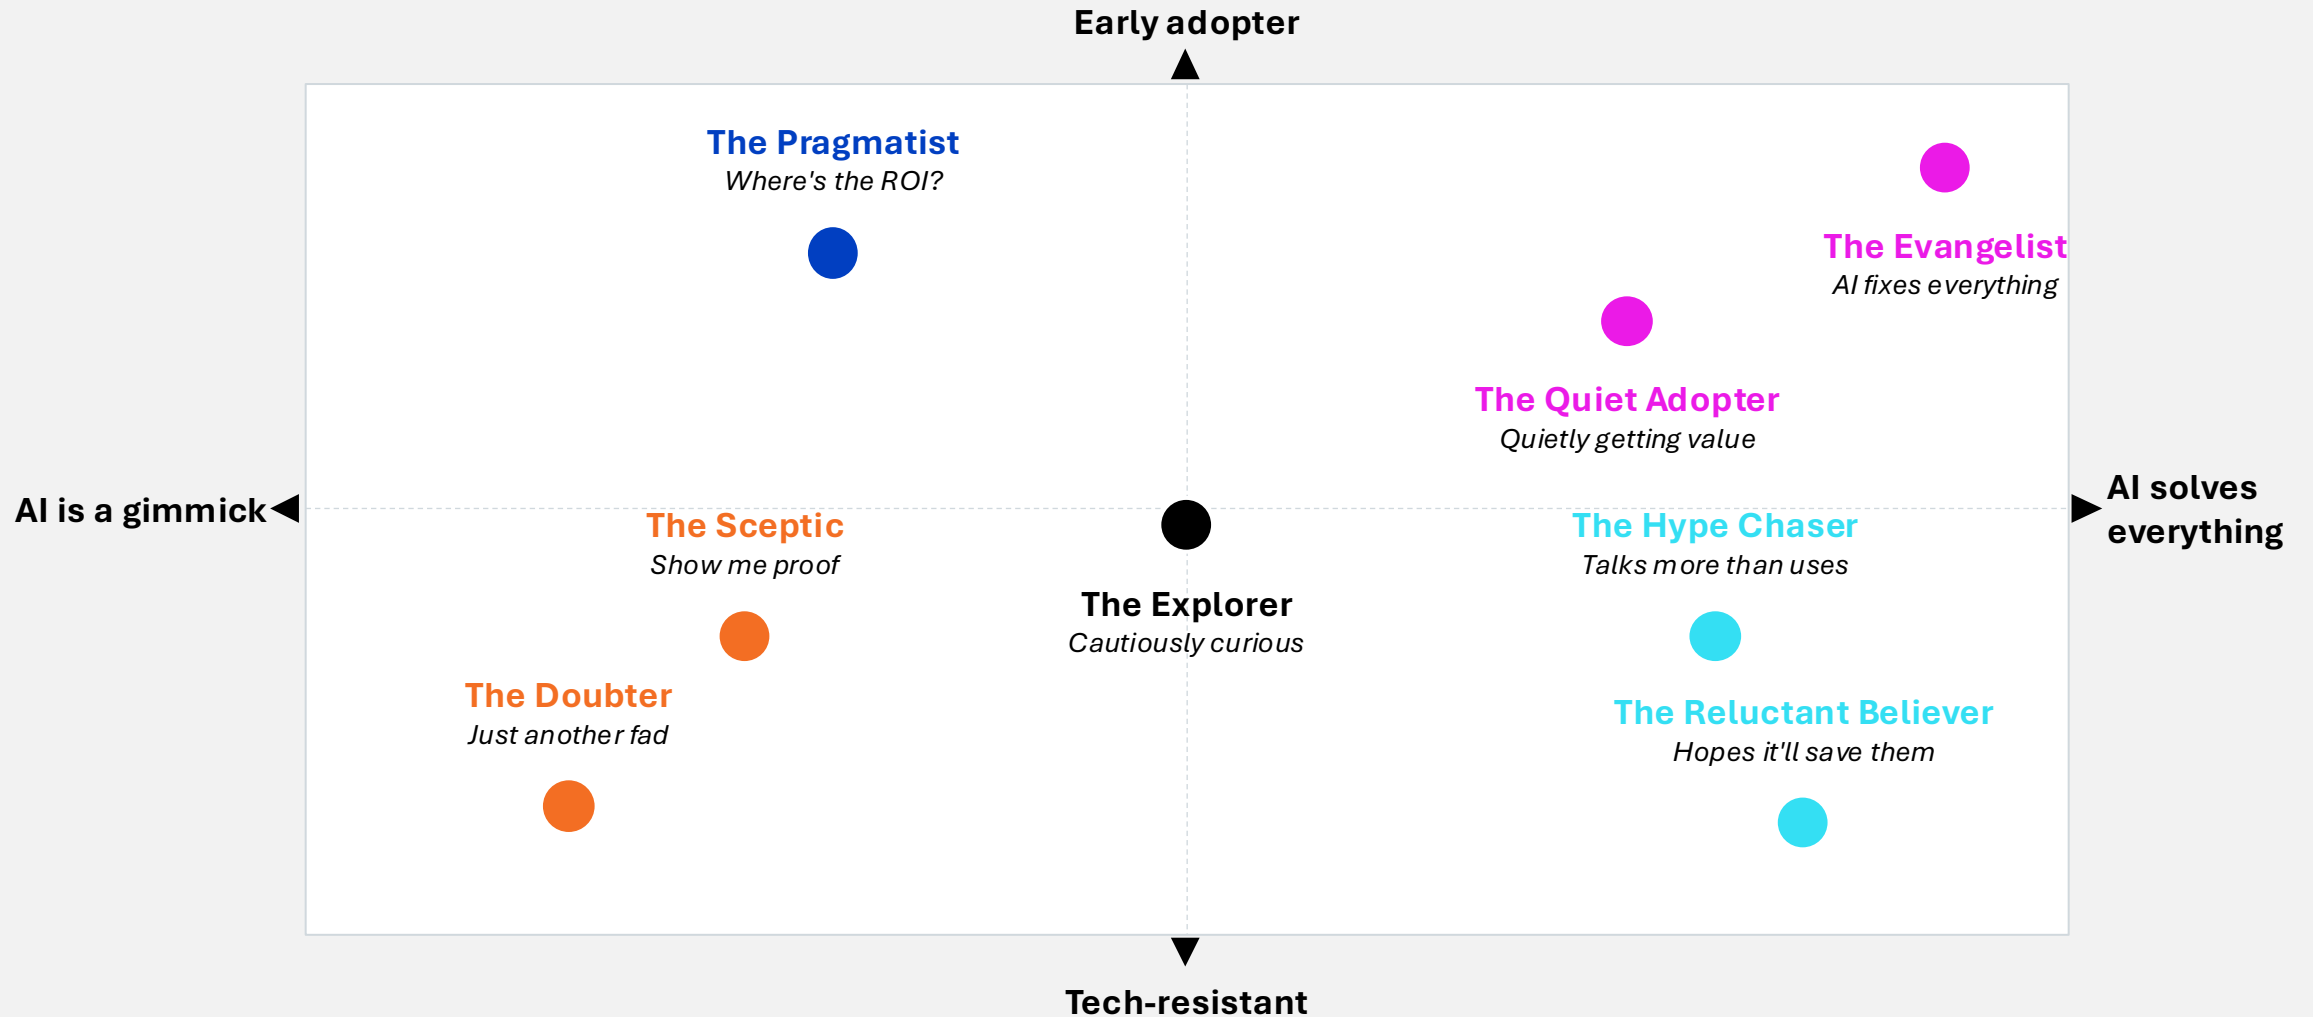 Early adopter
The Pragmatist
Where's the ROI?
The Evangelist
AI fixes everything
The Quiet Adopter
Quietly getting value
AI is a gimmick
AI solves
everything
The Sceptic
Show me proof
The Hype Chaser
Talks more than uses
The Explorer
Cautiously curious
The Doubter
Just another fad
The Reluctant Believer
Hopes it'll save them
Tech-resistant